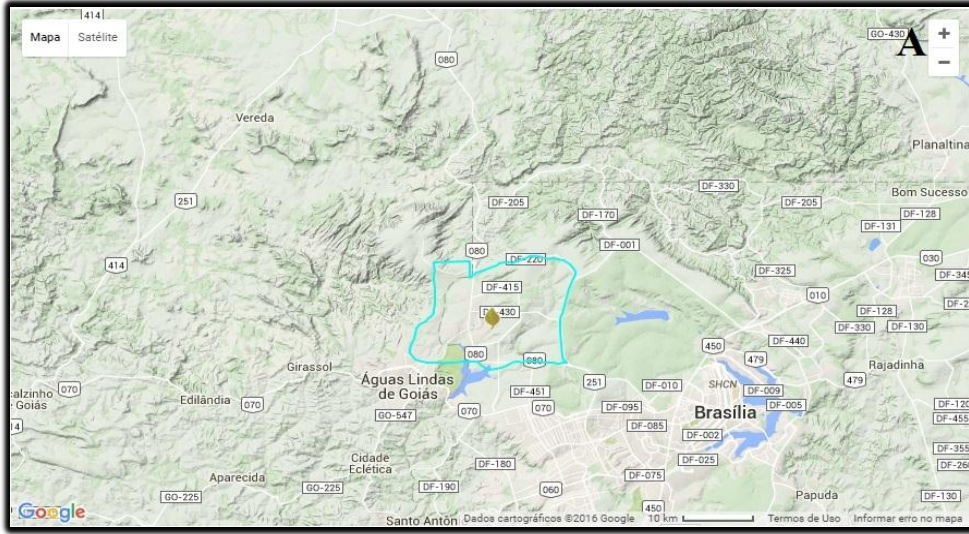 414
Mapa Satélite
GO-430
A
+
−
080
Vereda
Planaltina
DF-330
Bom Sucesso
251
DF-205
DF-205
DF-170
DF-128
DF-131
DF-001
080
DF-220
030
414
DF-325
DF-345
DF-415
010
DF-430
DF-128
DF-330
DF-130
DF-440
450
080
080
479
Girassol
Rajadinha
Águas Lindas
de Goiás
251
DF-010
SHCN
479
070
DF-451
DF-009
de Goiás
Edilândia
070
070
070
DF-095
Brasília
DF-005
GO-547
DF-085
DF-455
DF-002
DF-355
Cidade
Eclética
DF-180
DF-025
Aparecida
DF-075
GO-225
GO-225
DF-190
060
Papuda
DF-130
450
Google
Santo Antôn
Dados cartográficos ©2016 Google
10 km
Termos de Uso
Informar erro no mapa